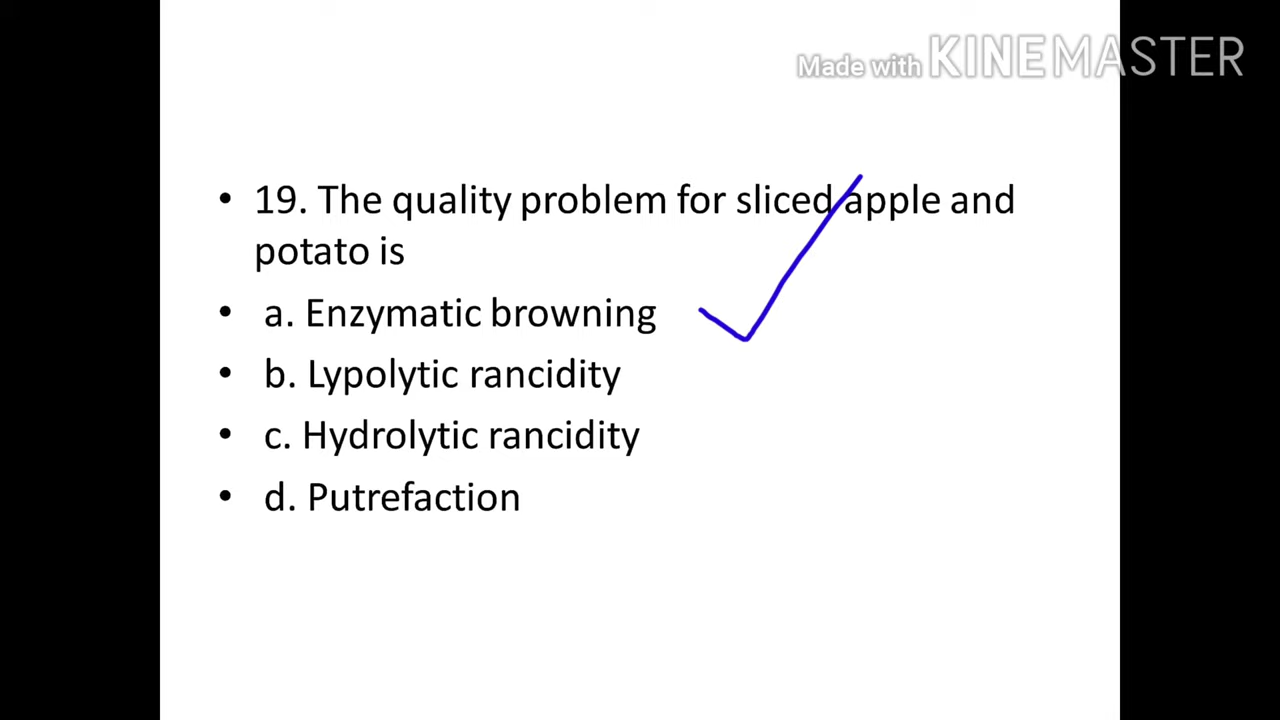 Made with KINEMASTER
• 19. The quality problem for sliced apple and
potato is
• a. Enzymatic browning
• b. Lypolytic rancidity
• c. Hydrolytic rancidity
• d. Putrefaction